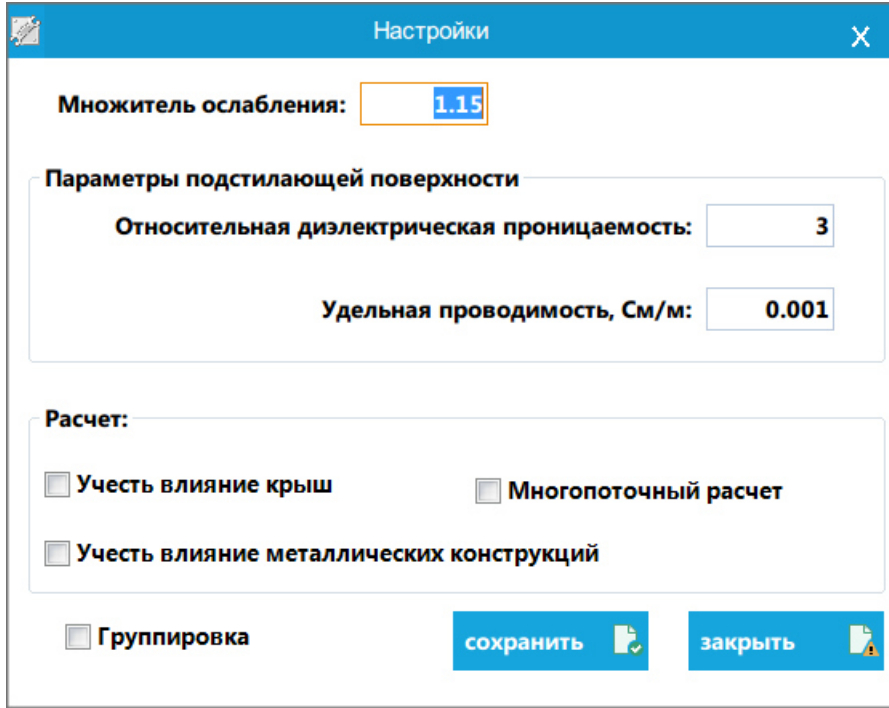 Настройки
X
Множитель ослабления: 1.15
Параметры подстилающей поверхности
Относительная диэлектрическая проницаемость: 3
Удельная проводимость, См/м: 0.001
Расчет:
Учесть влияние крыш Многопоточный расчет
Учесть влияние металлических конструкций
Группировка сохранить закрыть